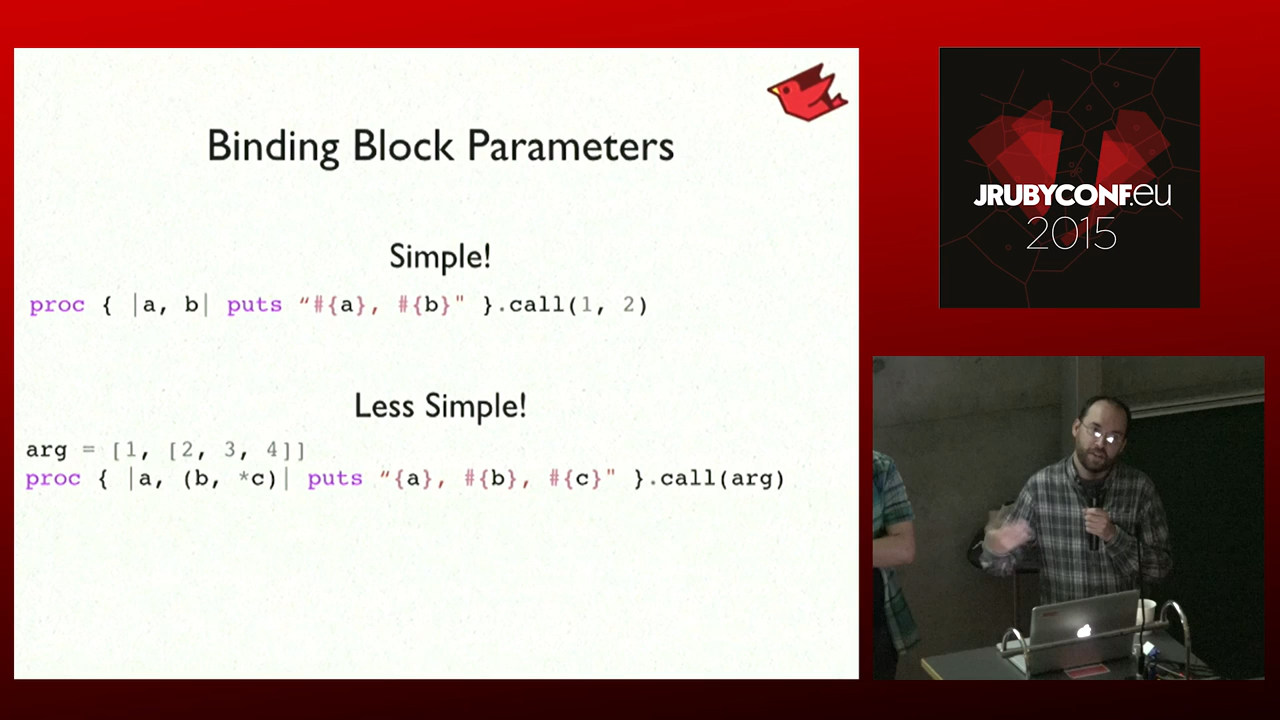 Binding Block Parameters
Simple!
proc { |a, b| puts “#{a}, #{b}" }.call(1, 2)
Less Simple!
arg = [1, [2, 3, 4]]
proc { |a, (b, *c)| puts “{a}, #{b}, #{c}" }.call(arg)
JRUBYCONF.eu
2015